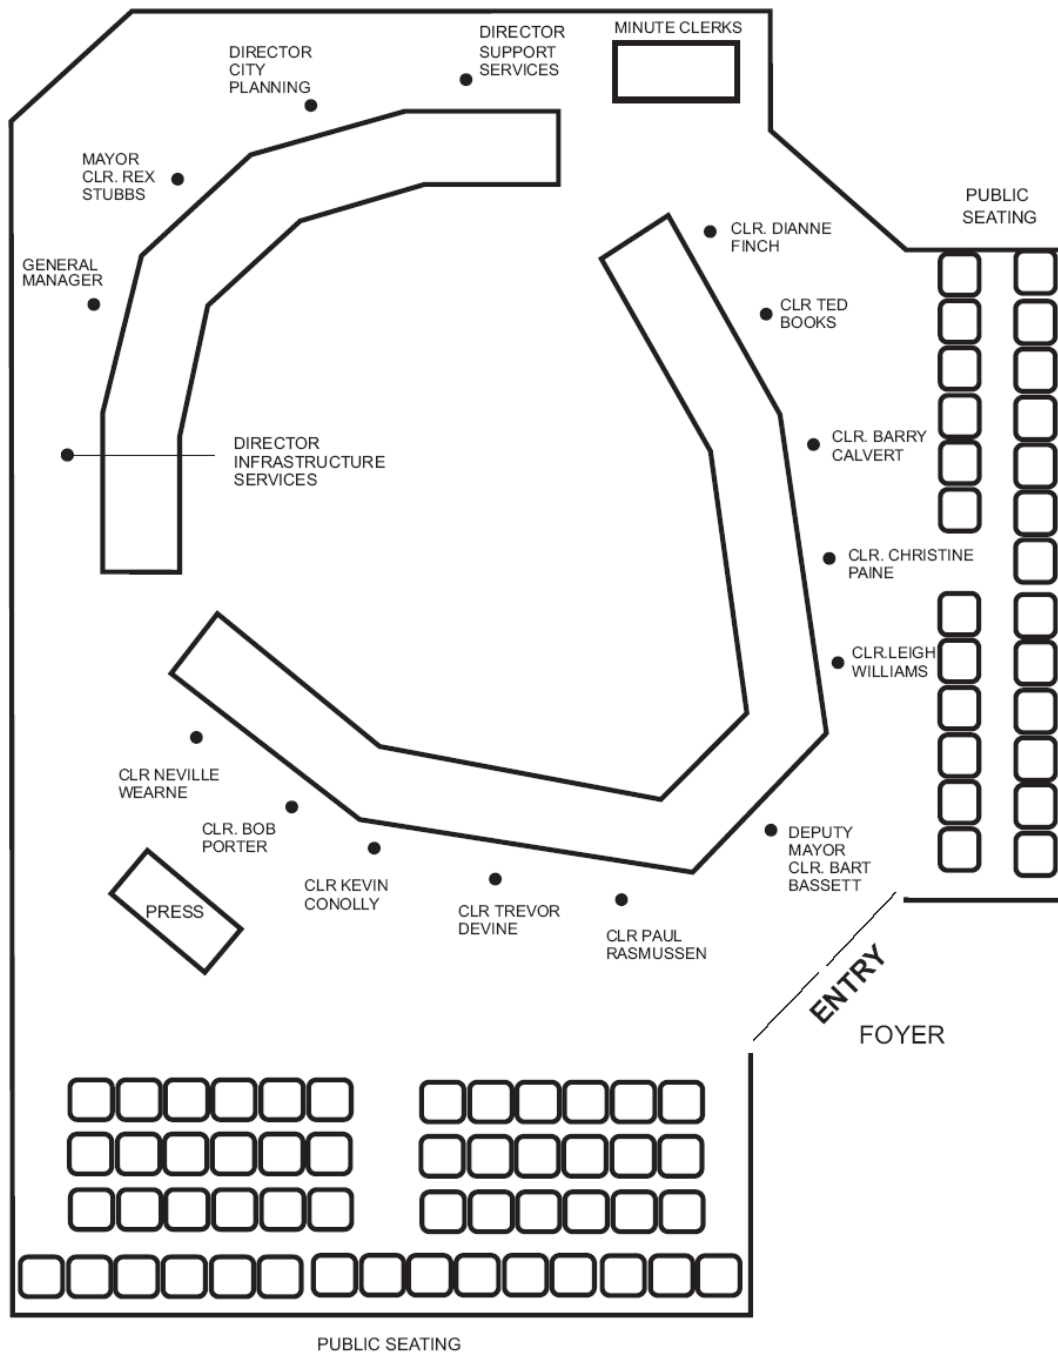 MINUTE CLERKS
DIRECTOR
SUPPORT
SERVICES
DIRECTOR
CITY
PLANNING
MAYOR
CLR. REX
STUBBS
PUBLIC
SEATING
CLR. DIANNE
FINCH
GENERAL
MANAGER
CLR TED
BOOKS
CLR. BARRY
CALVERT
DIRECTOR
INFRASTRUCTURE
SERVICES
CLR. CHRISTINE
PAINE
CLR.LEIGH
WILLIAMS
CLR NEVILLE
WEARNE
CLR. BOB
PORTER
DEPUTY
MAYOR
CLR. BART
BASSETT
CLR KEVIN
CONOLLY
CLR TREVOR
DEVINE
PRESS
CLR PAUL
RASMUSSEN
ENTRY
FOYER
PUBLIC SEATING